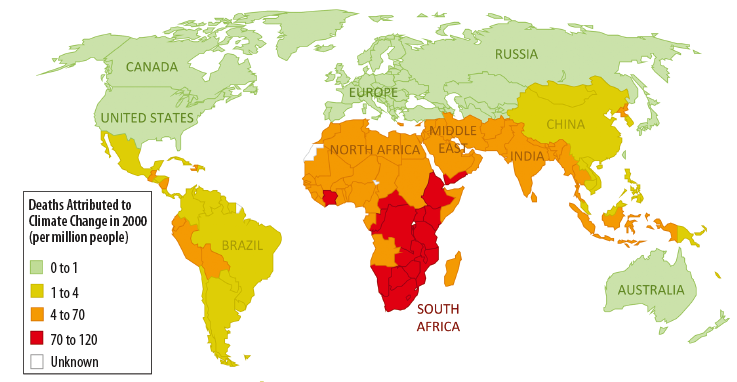 RUSSIA
CANADA
EUROPE
UNITED STATES
CHINA
MIDDLE
EAST
NORTH AFRICA
INDIA
Deaths Attributed to
Climate Change in 2000
(per million people)
0 to 1
1 to 4
4 to 70
70 to 120
Unknown
BRAZIL
AUSTRALIA
SOUTH
AFRICA